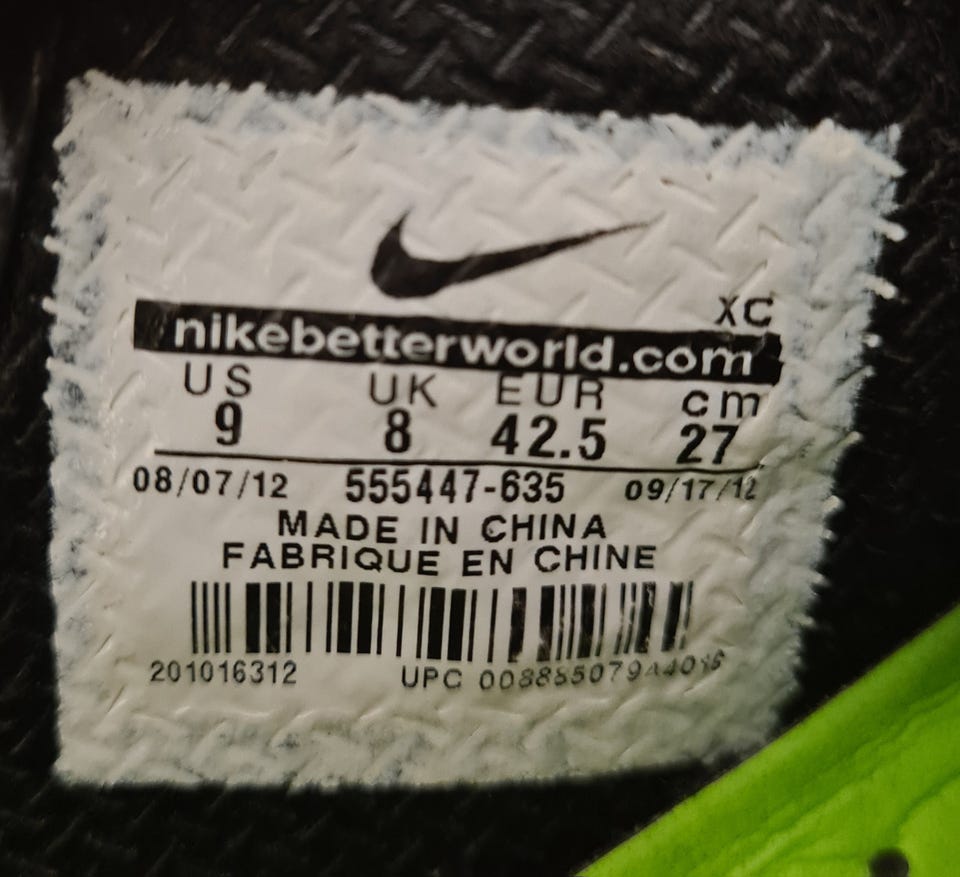 XC
nikebetterworld.com
US UK EUR cm
9 8 42.5 27
08/07/12 555447-635 09/17/12
MADE IN CHINA
FABRIQUE EN CHINE
201016312 UPC